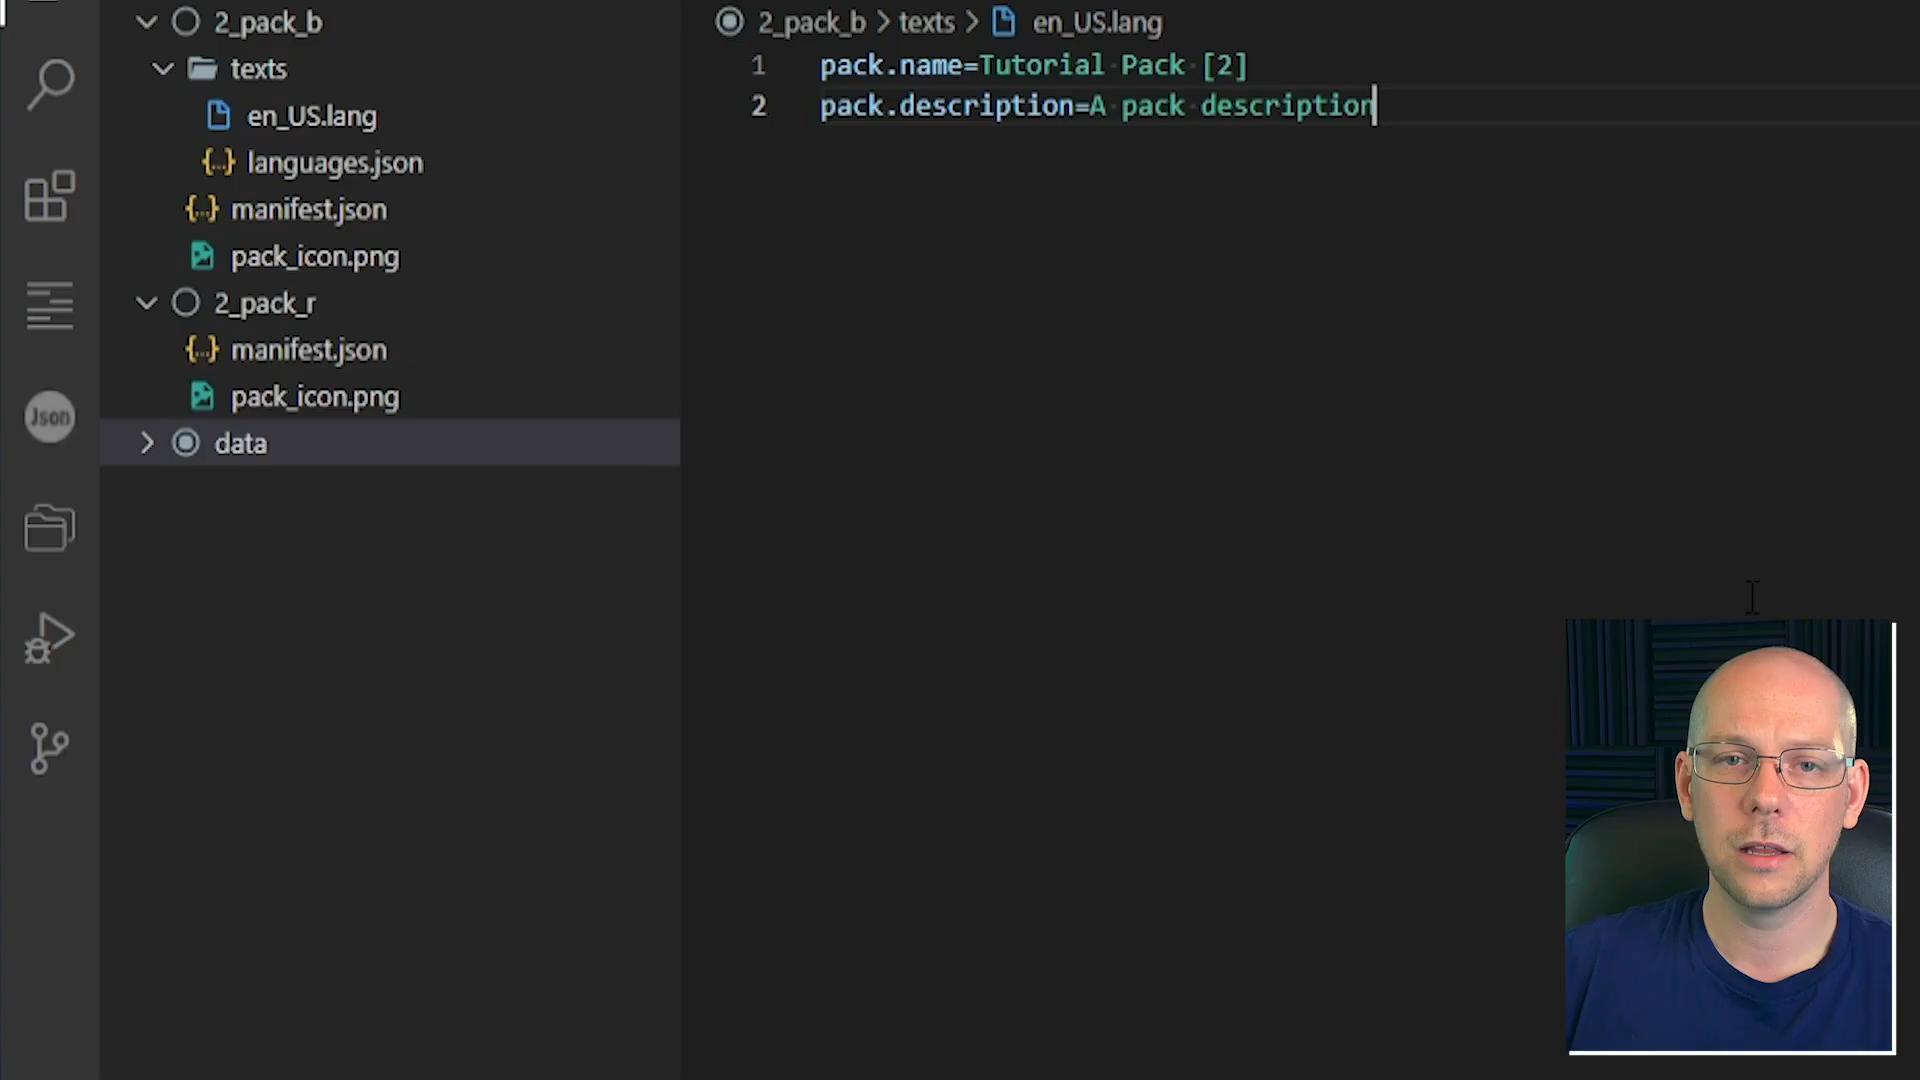 2_pack_b
texts
en_US.lang
{..} languages.json
{..} manifest.json
pack_icon.png
2_pack_r
{..} manifest.json
pack_icon.png
data
Json
2_pack_b > texts > en_US.lang
1 pack.name=Tutorial Pack [2]
2 pack.description=A pack description